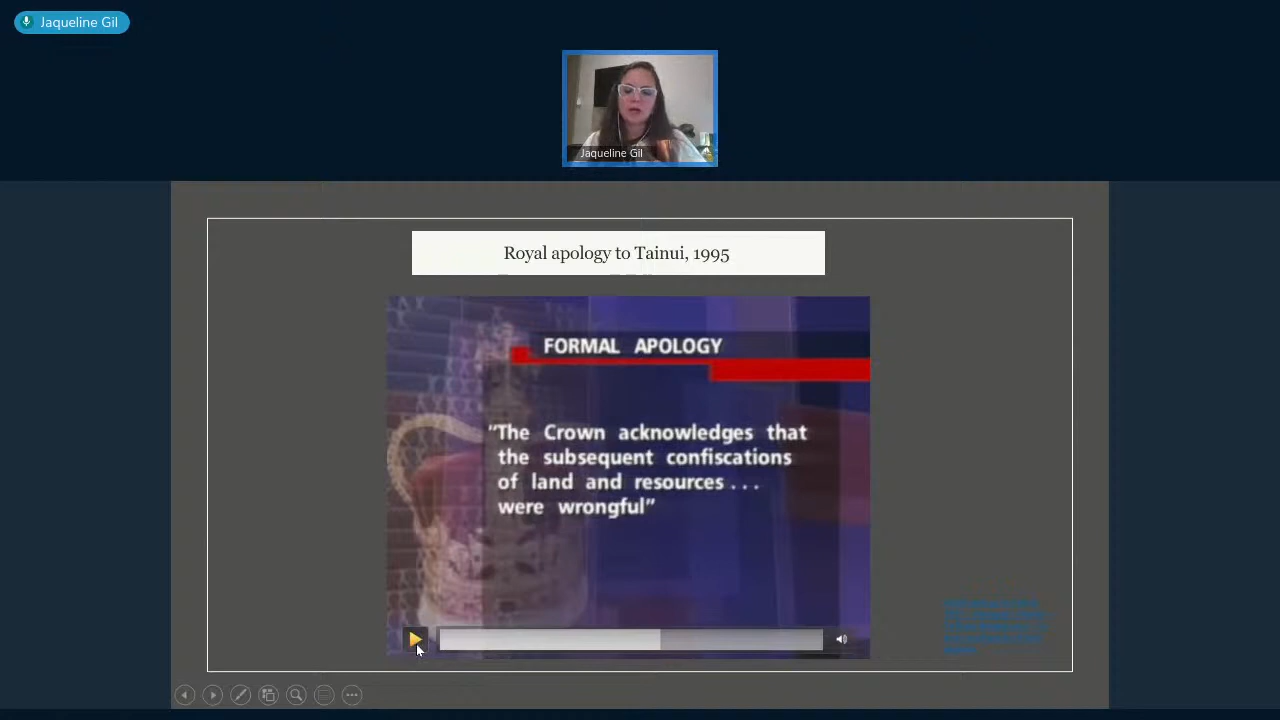 Jaqueline Gil
Jaqueline Gil
Royal apology to Tainui, 1995
FORMAL APOLOGY
"The Crown acknowledges that
the subsequent confiscations
of land and resources...
were wrongful"